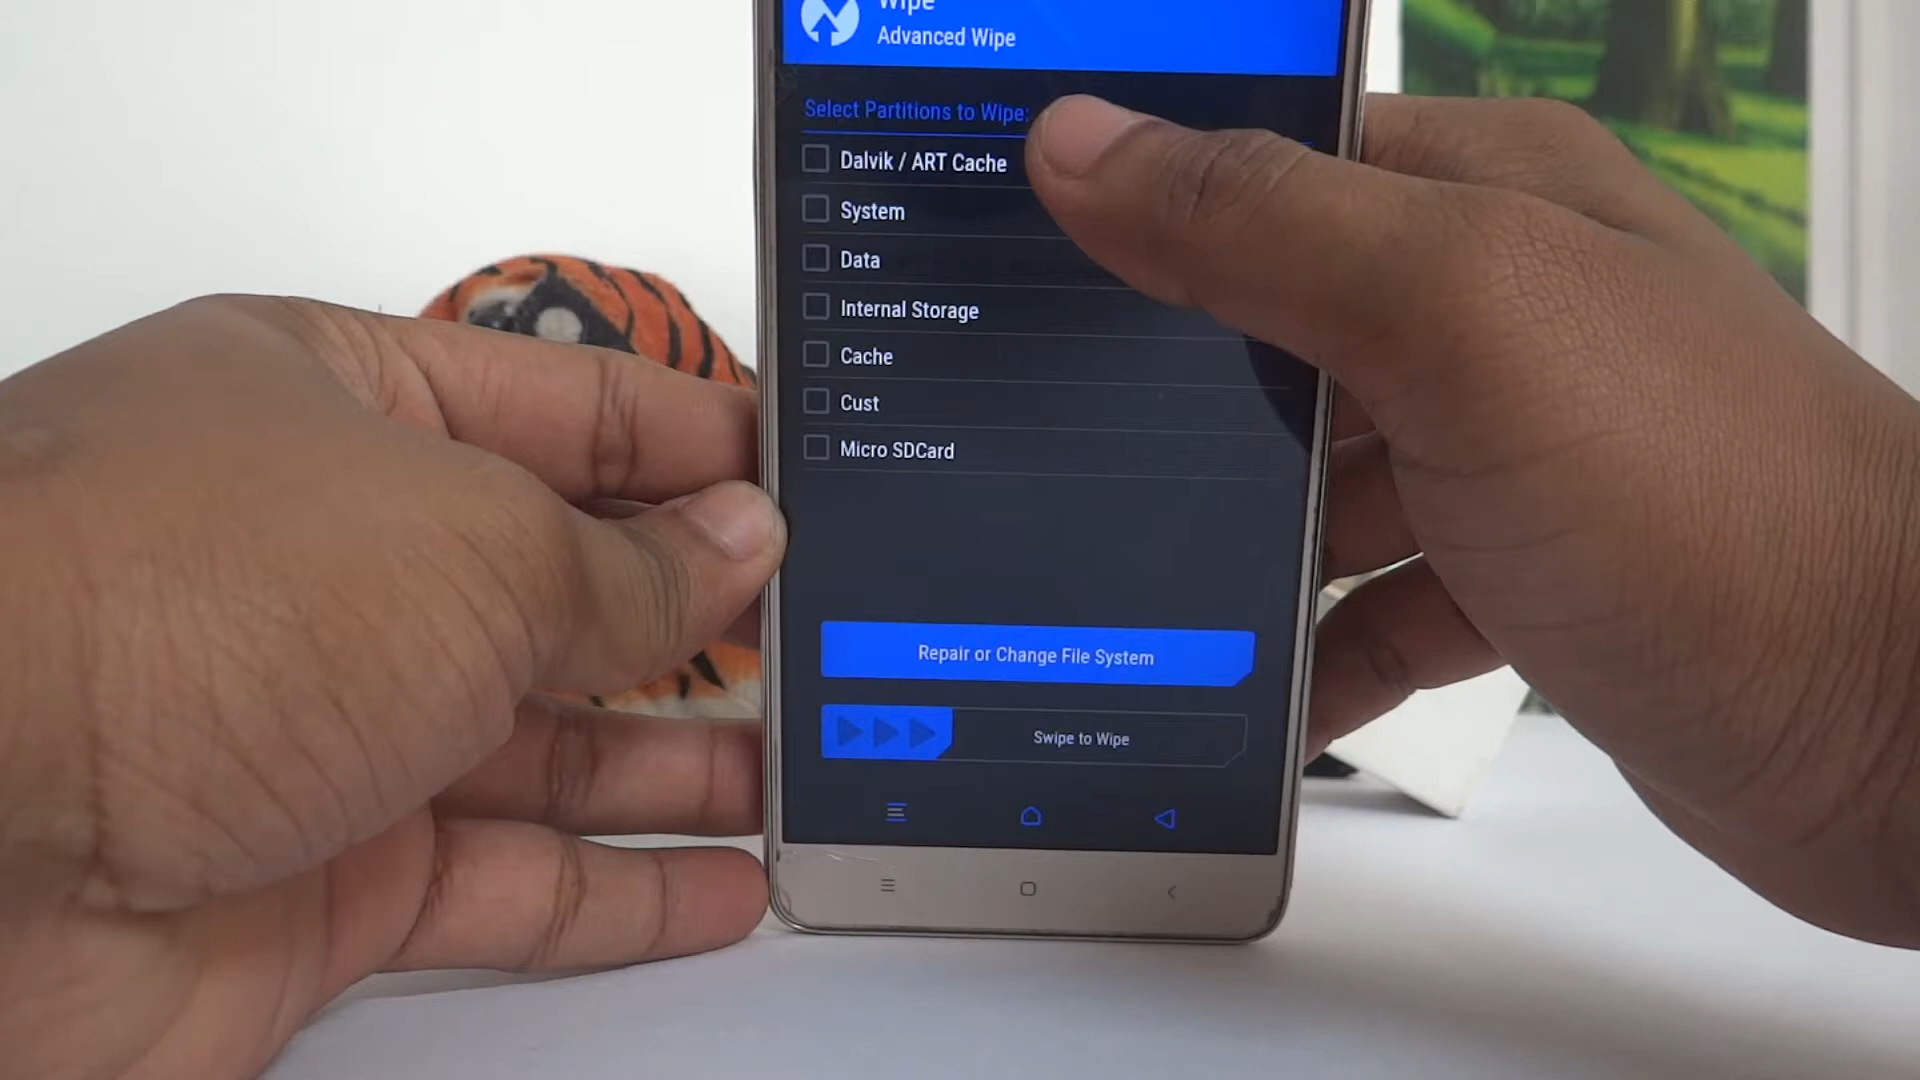 Wipe
Advanced Wipe
Select Partitions to Wipe:
Dalvik / ART Cache
System
Data
Internal Storage
Cache
Cust
Micro SDCard
Repair or Change File System
Swipe to Wipe